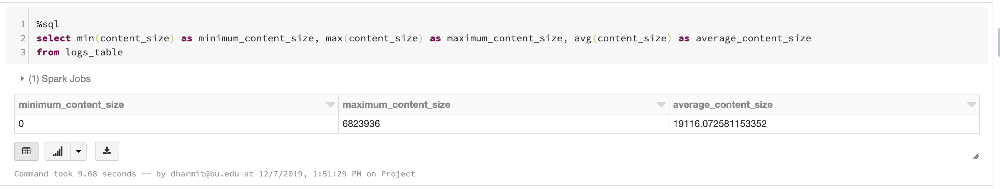 1 %sql
2 select min(content_size) as minimum_content_size, max(content_size) as maximum_content_size, avg(content_size) as average_content_size
3 from logs_table
(1) Spark Jobs
minimum_content_size maximum_content_size average_content_size
0 6823936 19116.072581153352
Command took 9.08 seconds -- by dharmit@bu.edu at 12/7/2019, 1:51:29 PM on Project